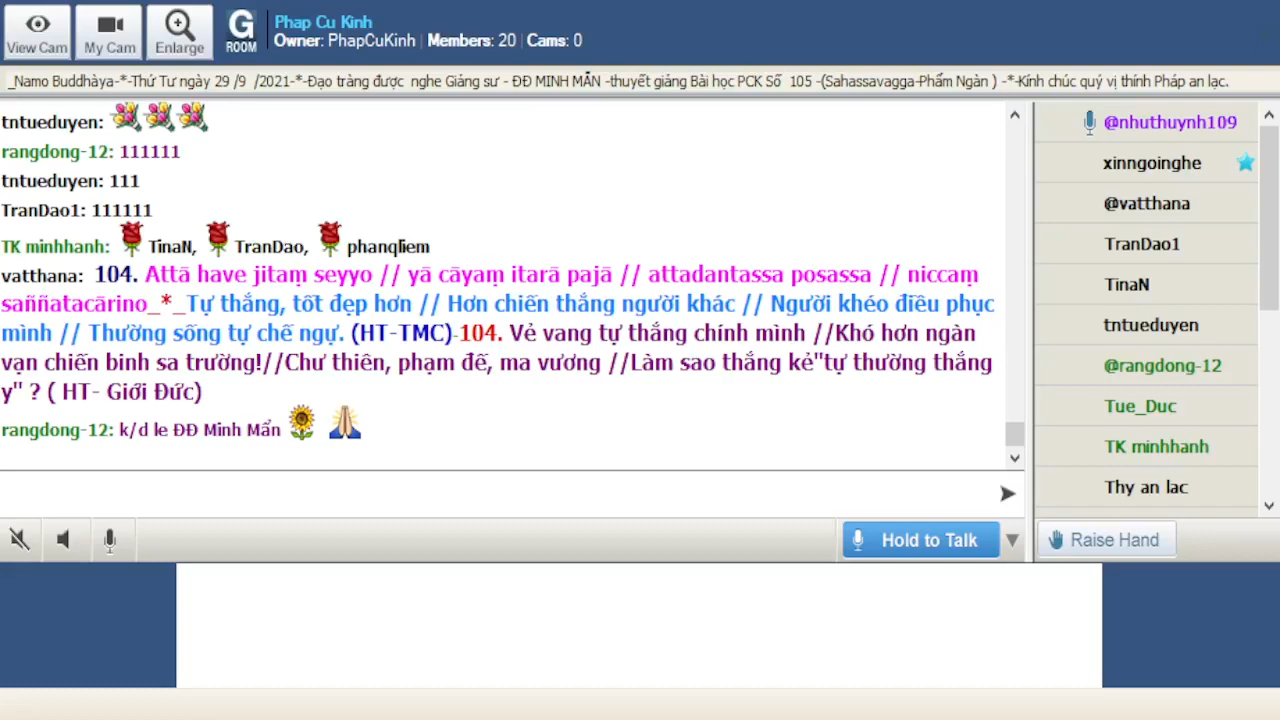 View Cam
My Cam
Enlarge
G
ROOM
Phap Cu Kinh
Owner: PhapCuKinh | Members: 20 | Cams: 0
_Namo Buddhàya-*-Thứ Tư ngày 29 /9 /2021-*-Đạo tràng được nghe Giảng sư - ĐĐ MINH MẪN -thuyết giảng Bài học PCK Số 105 -(Sahassavagga-Phẩm Ngàn ) -*-Kính chúc quý vị thính Pháp an lạc.
tntueduyen:
rangdong-12: 111111
tntueduyen: 111
TranDao1: 111111
TK minhhanh: TinaN, TranDao, phanqliem
vatthana: 104. Attā have jitaṃ seyyo // yā cāyaṃ itarā pajā // attadantassa posassa // niccaṃ
saññatacārino_*_Tự thắng, tốt đẹp hơn // Hơn chiến thắng người khác // Người khéo điều phục
mình // Thường sống tự chế ngự. (HT-TMC)-104. Vẻ vang tự thắng chính mình //Khó hơn ngàn
vạn chiến binh sa trường!//Chư thiên, phạm đế, ma vương //Làm sao thắng kẻ"tự thường thắng
y" ? ( HT- Giới Đức)
rangdong-12: k/d le ĐĐ Minh Mẩn
@nhuthuynh109
xinngoinghe
@vatthana
TranDao1
TinaN
tntueduyen
@rangdong-12
Tue_Duc
TK minhhanh
Thy an lac
Hold to Talk
Raise Hand